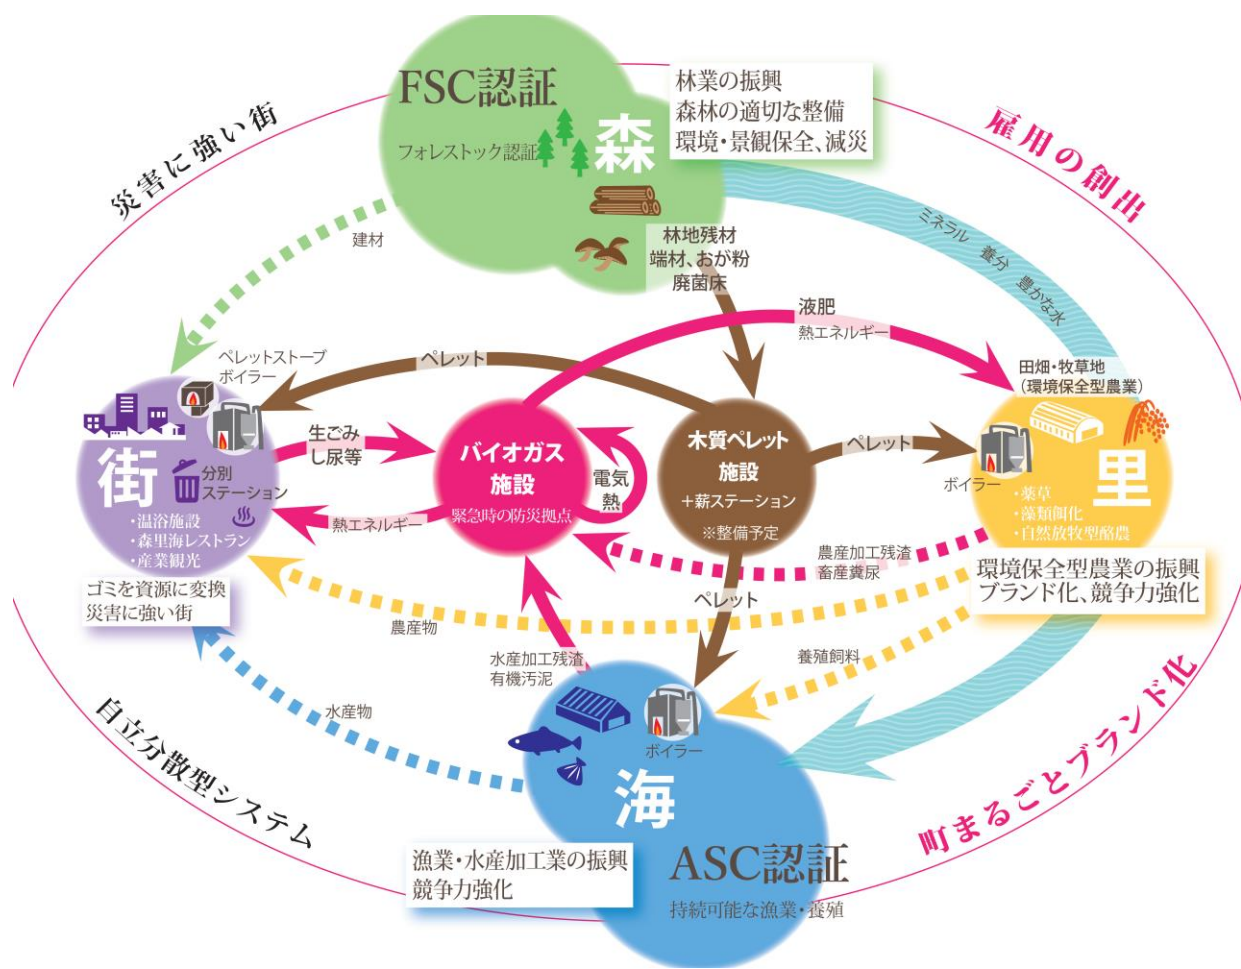 FSC認証
フォレストック認証
森
林業の振興
森林の適切な整備
環境・景観保全、減災
災害に強い街
雇用の創出
建材
林地残材
端材、おが粉
廃菌床
ミネラル 養分 豊かな水
液肥
熱エネルギー
ペレットストーブ
ボイラー
ペレット
田畑・牧草地
（環境保全型農業）
街
分別
ステーション
・温浴施設
・森里海レストラン
・産業観光
ゴミを資源に変換
災害に強い街
生ごみ
し尿等
熱エネルギー
バイオガス
施設
緊急時の防災拠点
電気
熱
木質ペレット
施設
＋薪ステーション
※整備予定
ペレット
ボイラー
里
・薬草
・藻類餌化
・自然放牧型酪農
環境保全型農業の振興
ブランド化、競争力強化
農産加工残渣
畜産糞尿
ペレット
農産物
養殖飼料
水産加工残渣
有機汚泥
水産物
ボイラー
海
ASC認証
持続可能な漁業・養殖
漁業・水産加工業の振興
競争力強化
自立分散型システム
町まるごとブランド化